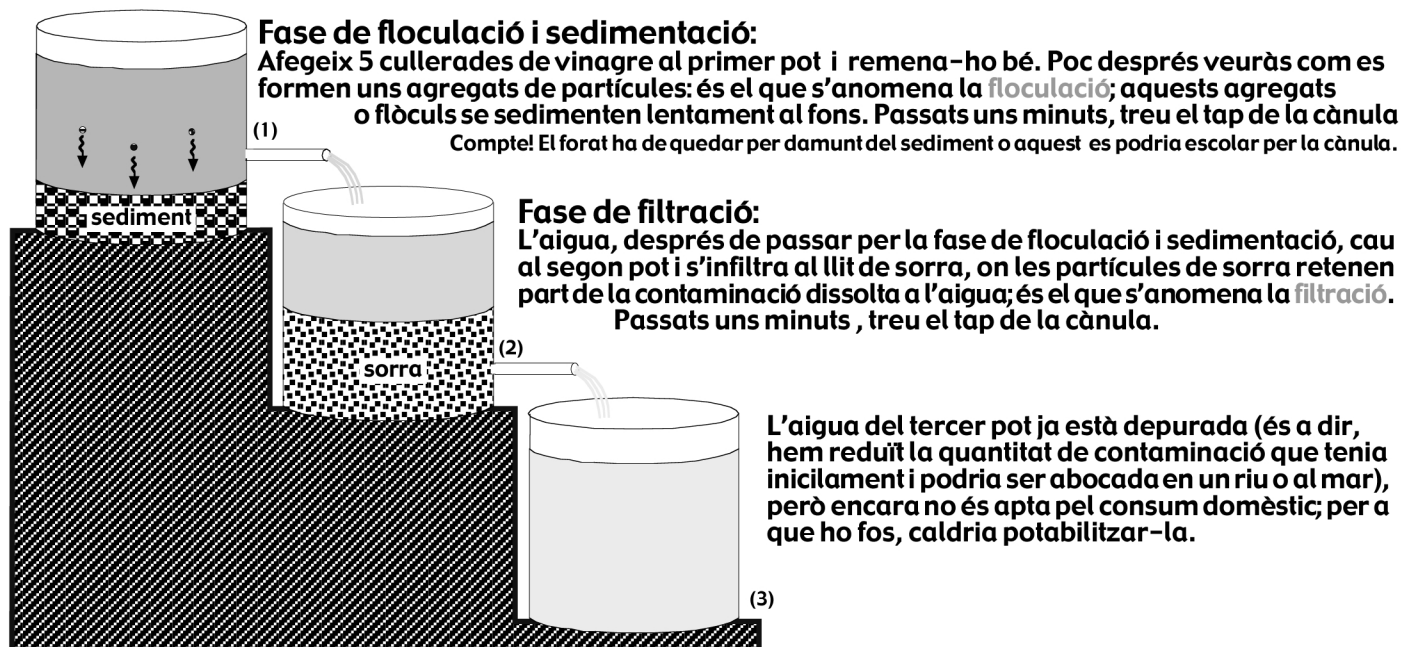 Fase de floculació i sedimentació:
Afegeix 5 cullerades de vinagre al primer pot i remena-ho bé. Poc després veuràs com es
formen uns agregats de partícules: és el que s'anomena la floculació; aquests agregats
o flòculs se sedimenten lentament al fons. Passats uns minuts, treu el tap de la cànula
Compte! El forat ha de quedar per damunt del sediment o aquest es podria escolar per la cànula.
(1)
sediment
Fase de filtració:
L'aigua, després de passar per la fase de floculació i sedimentació, cau
al segon pot i s'infiltra al llit de sorra, on les partícules de sorra retenen
part de la contaminació dissolta a l'aigua; és el que s'anomena la filtració.
Passats uns minuts , treu el tap de la cànula.
(2)
sorra
L'aigua del tercer pot ja està depurada (és a dir,
hem reduït la quantitat de contaminació que tenia
inicilament i podria ser abocada en un riu o al mar),
però encara no és apta pel consum domèstic; per a
que ho fos, caldria potabilitzar-la.
(3)